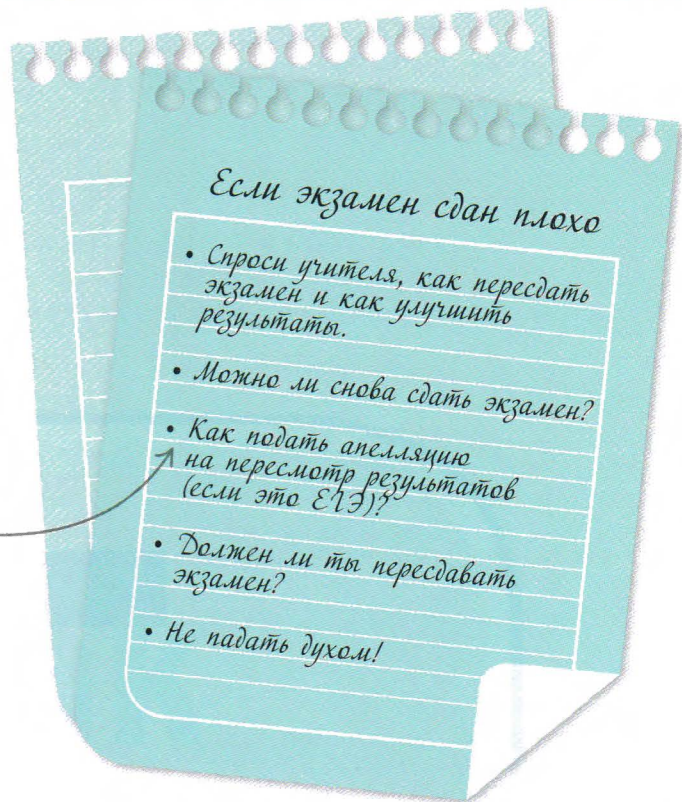 Если экзамен сдан плохо
• Спроси учителя, как пересдать
экзамен и как улучшить
результаты.
• Можно ли снова сдать экзамен?
• Как подать апелляцию
на пересмотр результатов
(если это ЕГЭ)?
• Должен ли ты пересдавать
экзамен?
• Не падать духом!